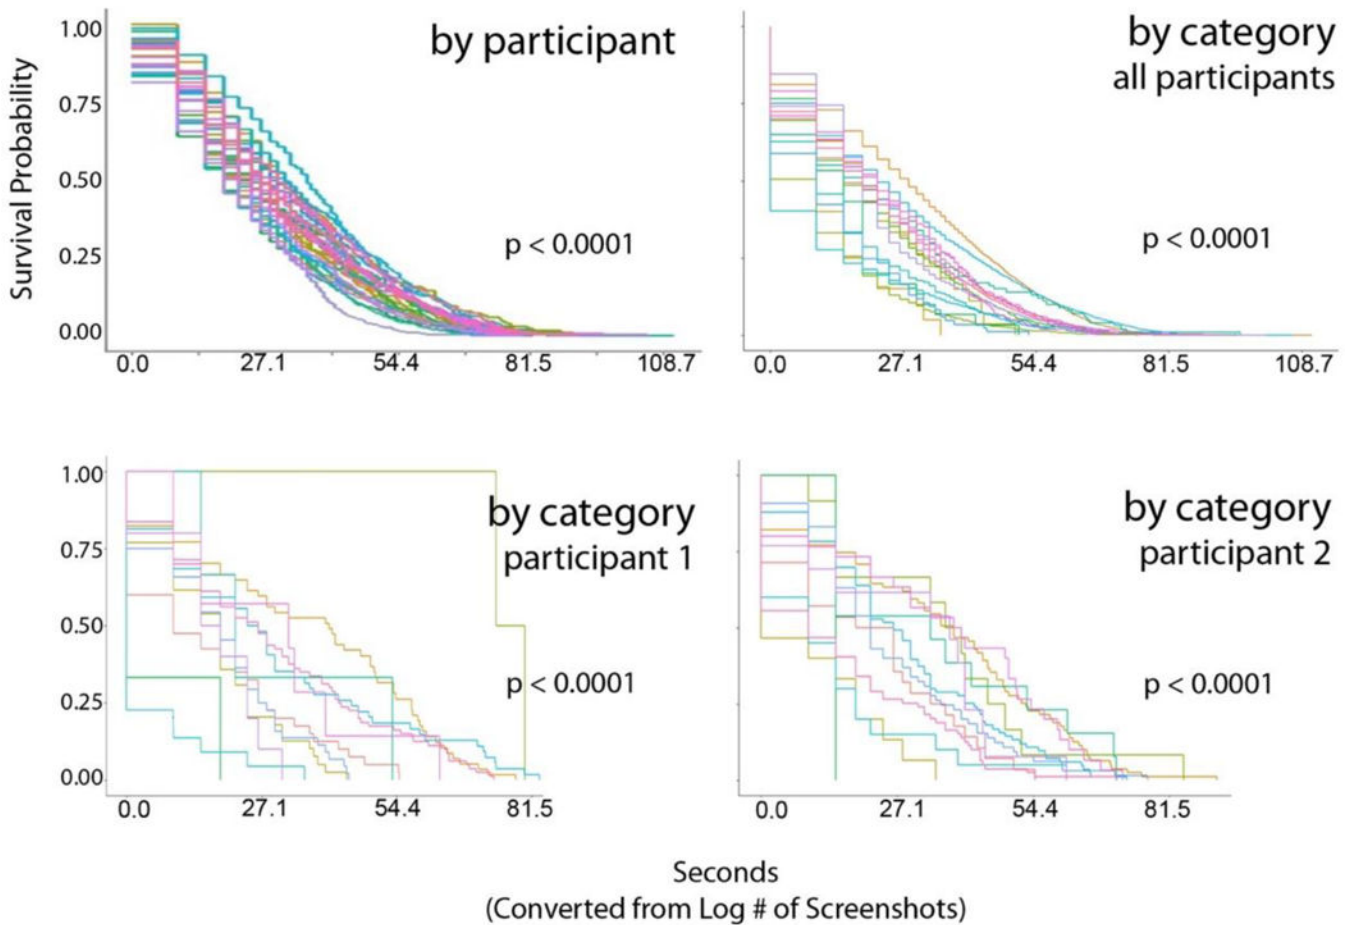 by participant
by category
all participants
Survival Probability
1.00
0.75
0.50
0.25
0.00
p < 0.0001
p < 0.0001
0.0 27.1 54.4 81.5 108.7
0.0 27.1 54.4 81.5 108.7
by category
participant 1
by category
participant 2
1.00
0.75
0.50
0.25
0.00
p < 0.0001
p < 0.0001
0.0 27.1 54.4 81.5
0.0 27.1 54.4 81.5
Seconds
(Converted from Log # of Screenshots)